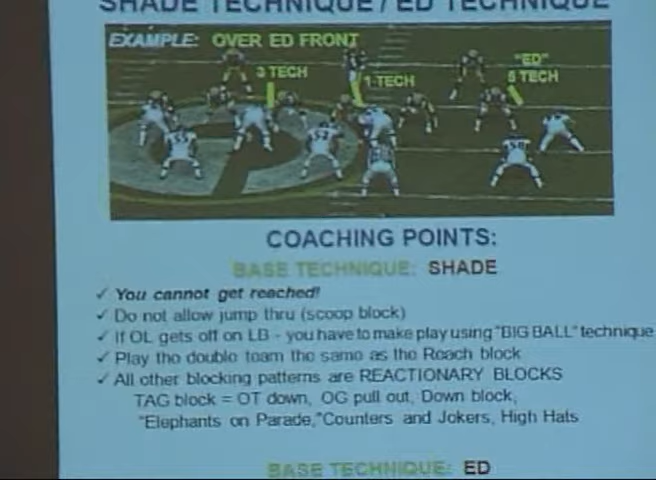 SHADE TECHNIQUE / ED TECHNIQUE
EXAMPLE: OVER ED FRONT
3 TECH
1 TECH
"ED"
5 TECH
COACHING POINTS:
BASE TECHNIQUE: SHADE
✓ You cannot get reached!
✓ Do not allow jump thru (scoop block)
✓ If OL gets off on LB - you have to make play using "BIG BALL" technique
✓ Play the double team the same as the Reach block
✓ All other blocking patterns are REACTIONARY BLOCKS
TAG block = OT down, OG pull out, Down block,
"Elephants on Parade,"Counters and Jokers, High Hats
BASE TECHNIQUE: ED